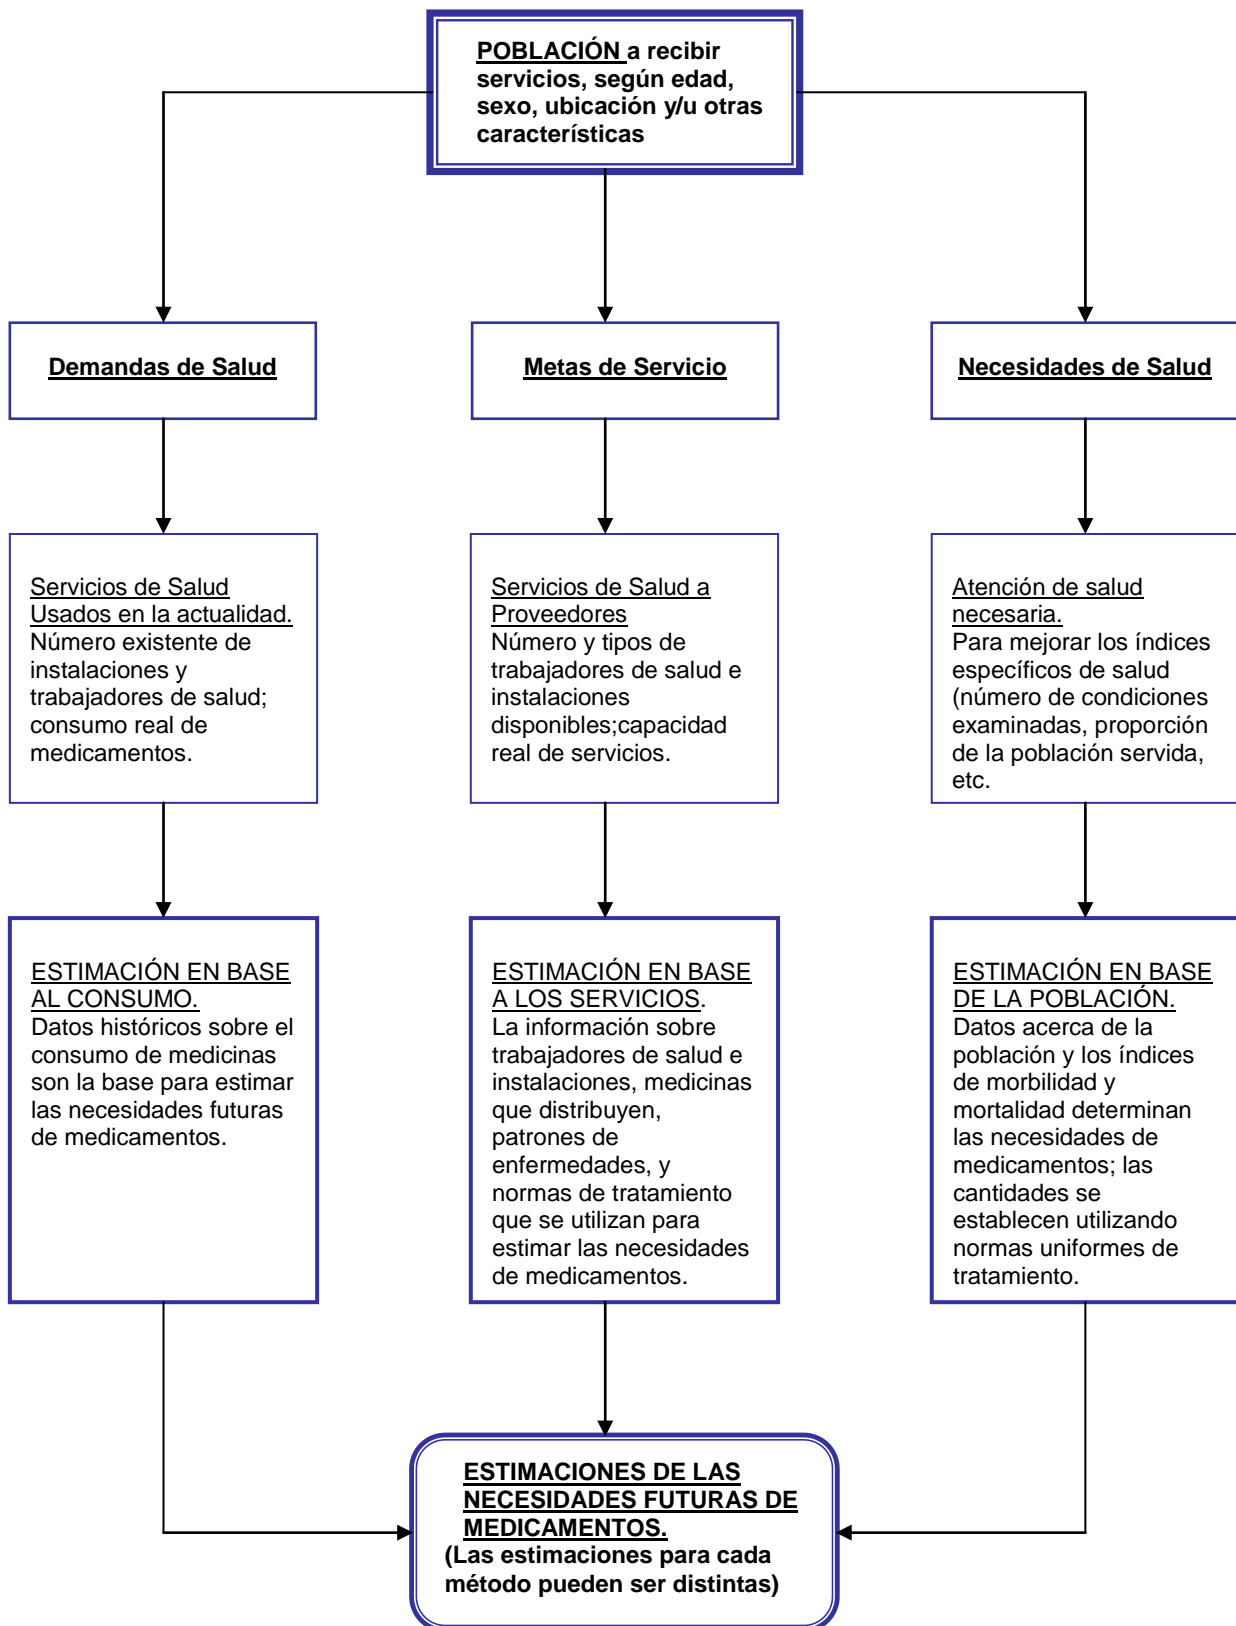 POBLACIÓN a recibir
servicios, según edad,
sexo, ubicación y/u otras
características
Demandas de Salud
Metas de Servicio
Necesidades de Salud
Servicios de Salud
Usados en la actualidad.
Número existente de
instalaciones y
trabajadores de salud;
consumo real de
medicamentos.
Servicios de Salud a
Proveedores
Número y tipos de
trabajadores de salud e
instalaciones
disponibles;capacidad
real de servicios.
Atención de salud
necesaria.
Para mejorar los índices
específicos de salud
(número de condiciones
examinadas, proporción
de la población servida,
etc.
ESTIMACIÓN EN BASE
AL CONSUMO.
Datos históricos sobre el
consumo de medicinas
son la base para estimar
las necesidades futuras
de medicamentos.
ESTIMACIÓN EN BASE
A LOS SERVICIOS.
La información sobre
trabajadores de salud e
instalaciones, medicinas
que distribuyen,
patrones de
enfermedades, y
normas de tratamiento
que se utilizan para
estimar las necesidades
de medicamentos.
ESTIMACIÓN EN BASE
DE LA POBLACIÓN.
Datos acerca de la
población y los índices
de morbilidad y
mortalidad determinan
las necesidades de
medicamentos; las
cantidades se
establecen utilizando
normas uniformes de
tratamiento.
ESTIMACIONES DE LAS
NECESIDADES FUTURAS DE
MEDICAMENTOS.
(Las estimaciones para cada
método pueden ser distintas)